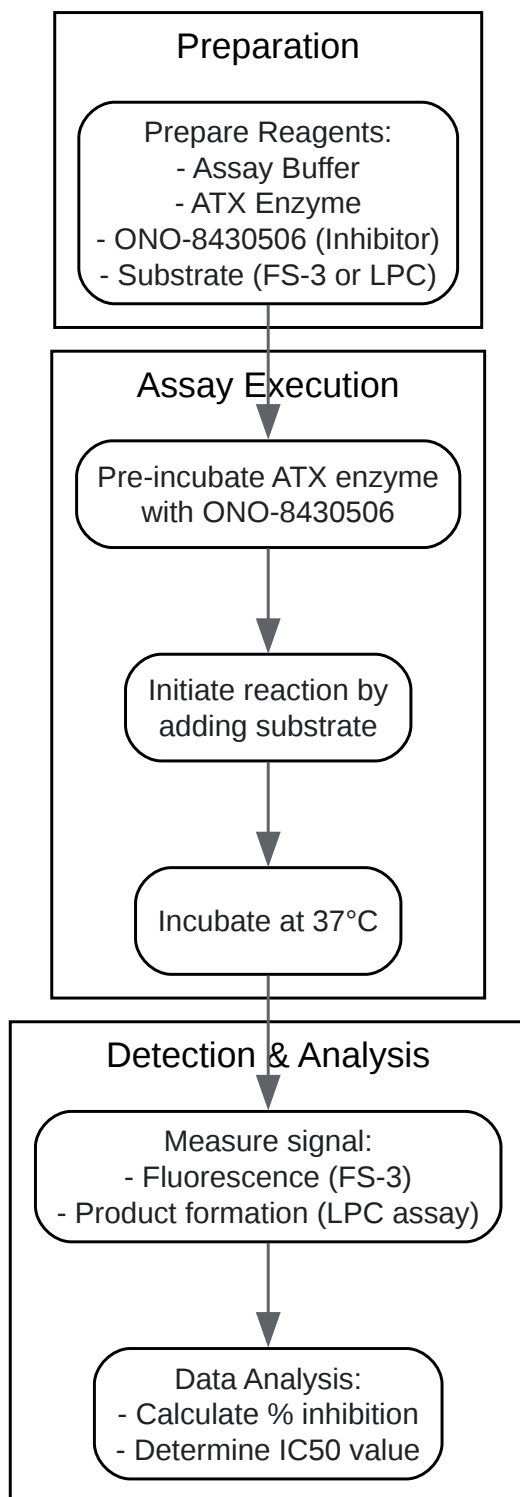 Preparation
Prepare Reagents:
- Assay Buffer
- ATX Enzyme
- ONO-8430506 (Inhibitor)
- Substrate (FS-3 or LPC)
Assay Execution
Pre-incubate ATX enzyme
with ONO-8430506
Initiate reaction by
adding substrate
Incubate at 37°C
Detection & Analysis
Measure signal:
- Fluorescence (FS-3)
- Product formation (LPC assay)
Data Analysis:
- Calculate % inhibition
- Determine IC50 value